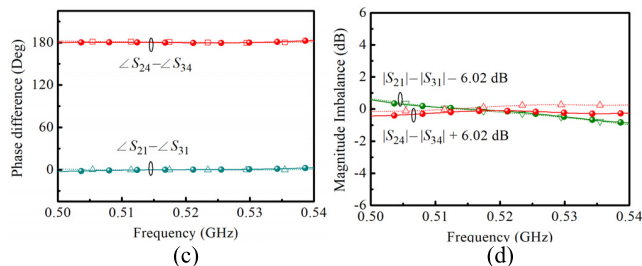 Phase difference (Deg)
180
120
60
0
∠S24−∠S34
∠S21−∠S31
0.50 0.51 0.52 0.53 0.54
Frequency (GHz)
(c)
Magnitude Imbalance (dB)
6
4
2
0
-2
-4
-6
|S21|−|S31|− 6.02 dB
|S24|−|S34| + 6.02 dB
0.50 0.51 0.52 0.53 0.54
Frequency (GHz)
(d)